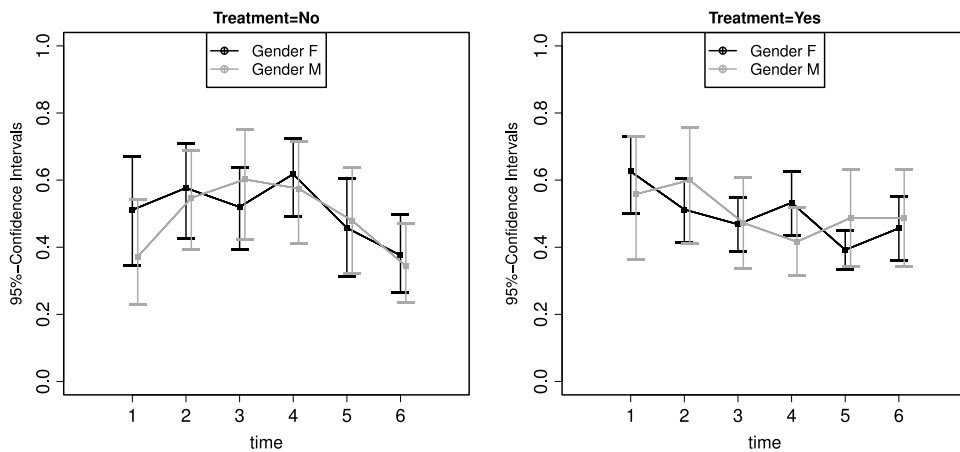 Treatment=No
Gender F
Gender M
95%−Confidence Intervals
1.0
0.8
0.6
0.4
0.2
0.0
1 2 3 4 5 6
time
Treatment=Yes
Gender F
Gender M
95%−Confidence Intervals
1.0
0.8
0.6
0.4
0.2
0.0
1 2 3 4 5 6
time